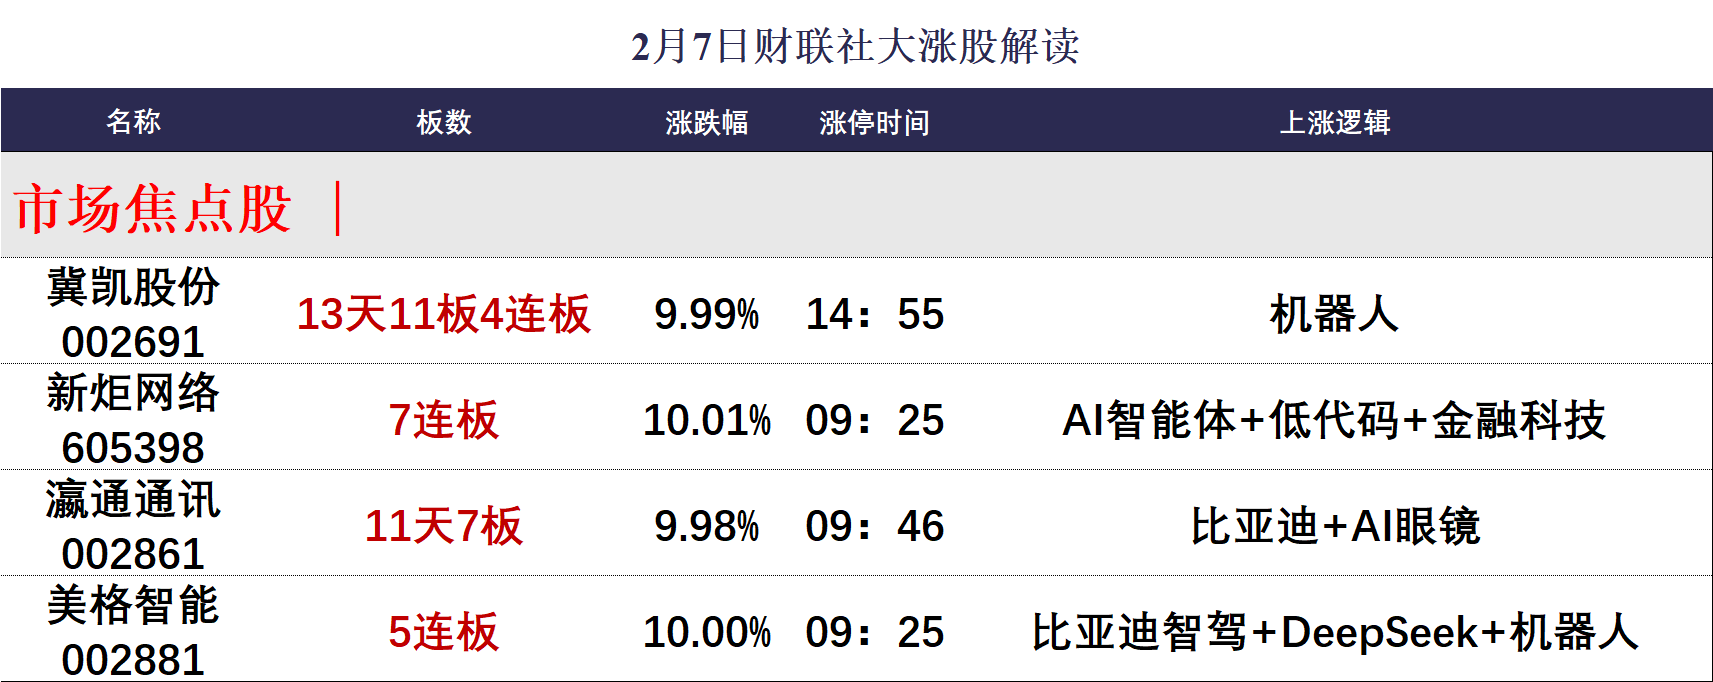 2月7日财联社大涨股解读
名称 板数 涨跌幅 涨停时间 上涨逻辑
市场焦点股 |
冀凯股份
002691 13天11板4连板 9.99% 14：55 机器人
新炬网络
605398 7连板 10.01% 09：25 AI智能体+低代码+金融科技
瀛通通讯
002861 11天7板 9.98% 09：46 比亚迪+AI眼镜
美格智能
002881 5连板 10.00% 09：25 比亚迪智驾+DeepSeek+机器人